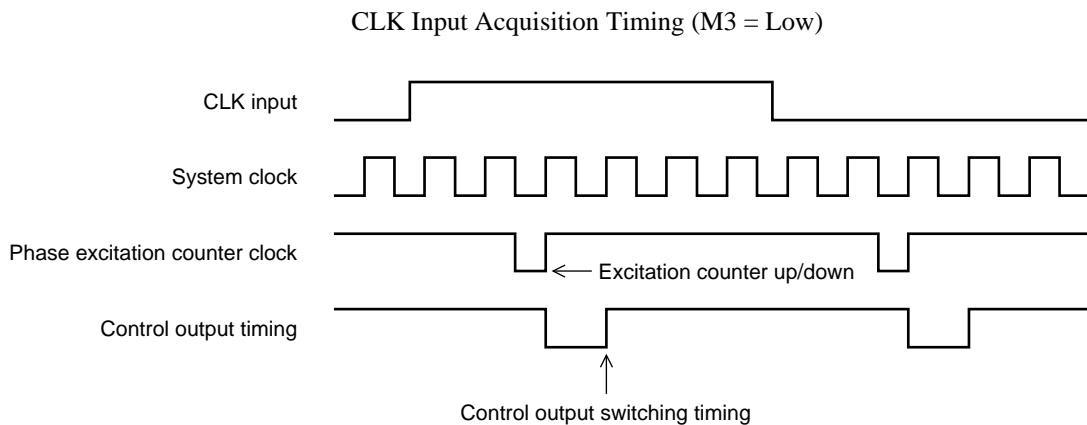 CLK Input Acquisition Timing (M3 = Low)
CLK input
System clock
Phase excitation counter clock
Excitation counter up/down
Control output timing
Control output switching timing